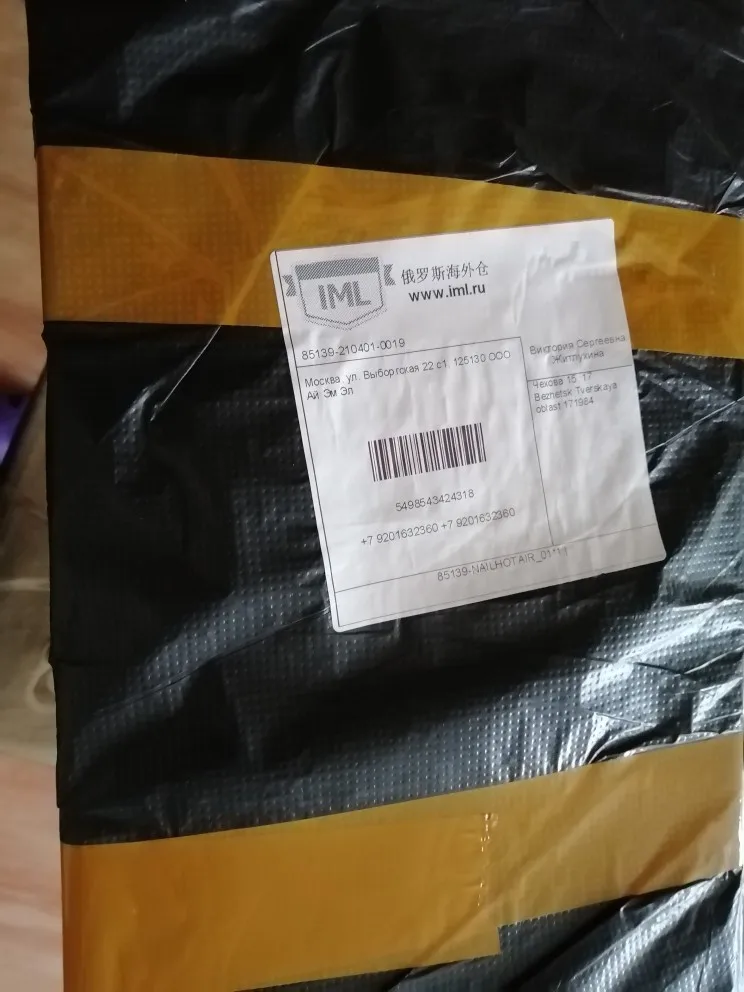 IML
俄罗斯海外仓
www.iml.ru
85139-210401-0019
Москва, ул. Выборгская 22 с1, 125130 ООО
Ай Эм Эл
5498543424318
+7 9201632360 +7 9201632360
Виктория Сергеевна
Житлухина
Чехова 15, 17
Bezhetsk Tverskaya
oblast 171984
85139-NAILHOTAIR_01*1